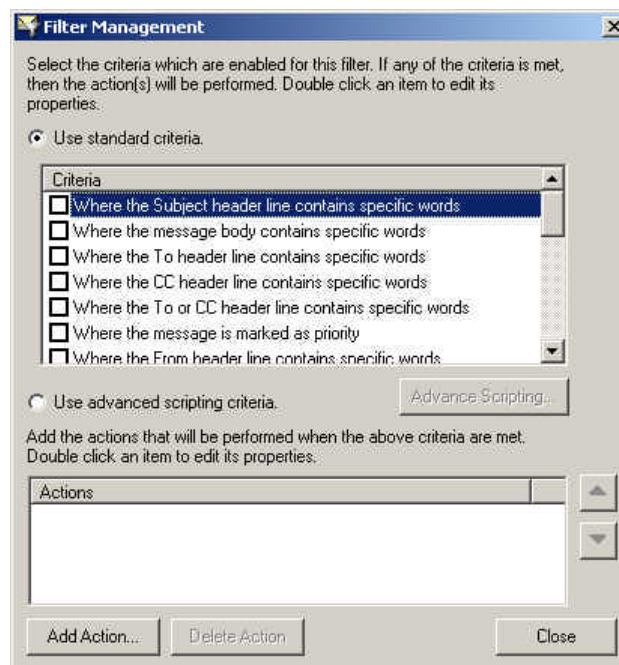 Filter Management
Select the criteria which are enabled for this filter. If any of the criteria is met,
then the action(s) will be performed. Double click an item to edit its
properties.
Use standard criteria.
Criteria
Where the Subject header line contains specific words
Where the message body contains specific words
Where the To header line contains specific words
Where the CC header line contains specific words
Where the To or CC header line contains specific words
Where the message is marked as priority
Where the From header line contains specific words
Use advanced scripting criteria.
Advance Scripting...
Add the actions that will be performed when the above criteria are met.
Double click an item to edit its properties.
Actions
Add Action...
Delete Action
Close